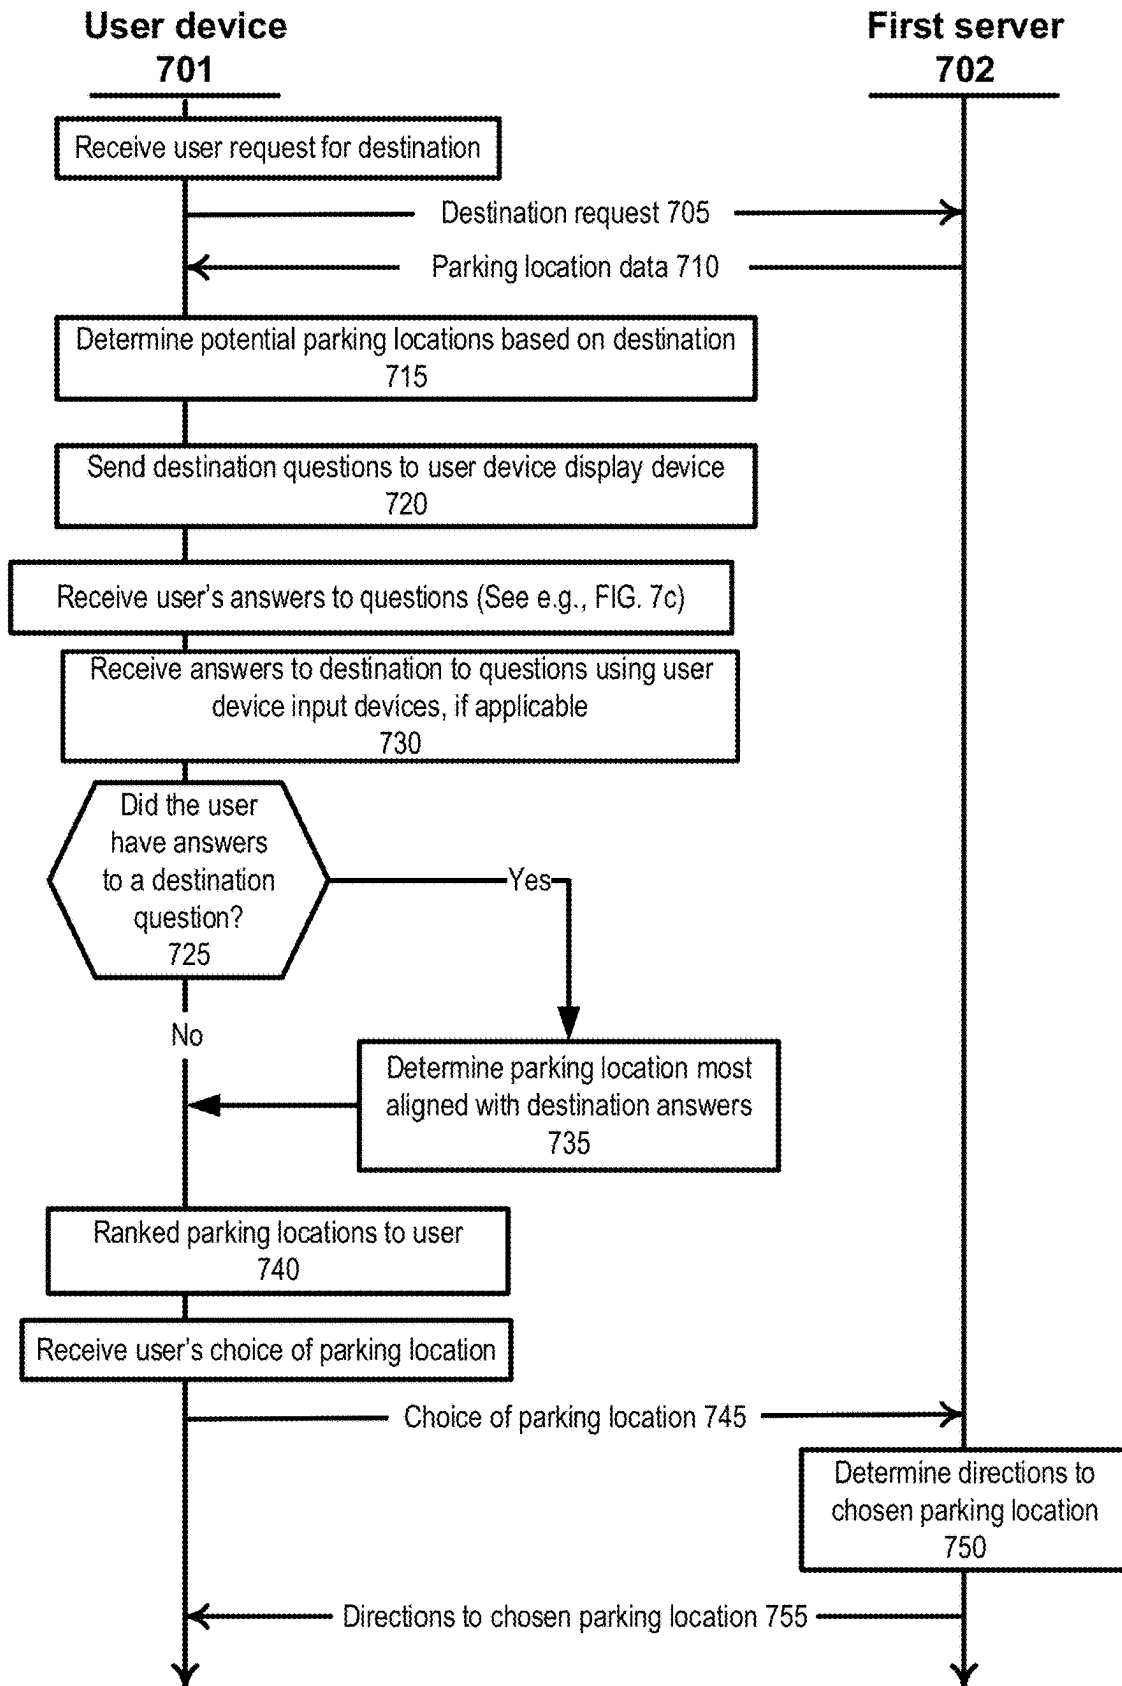 User device
701
First server
702
Receive user request for destination
Destination request 705
Parking location data 710
Determine potential parking locations based on destination
715
Send destination questions to user device display device
720
Receive user's answers to questions (See e.g., FIG. 7c)
Receive answers to destination to questions using user
device input devices, if applicable
730
Did the user
have answers
to a destination
question?
725
Yes
No
Determine parking location most
aligned with destination answers
735
Ranked parking locations to user
740
Receive user's choice of parking location
Choice of parking location 745
Determine directions to
chosen parking location
750
Directions to chosen parking location 755